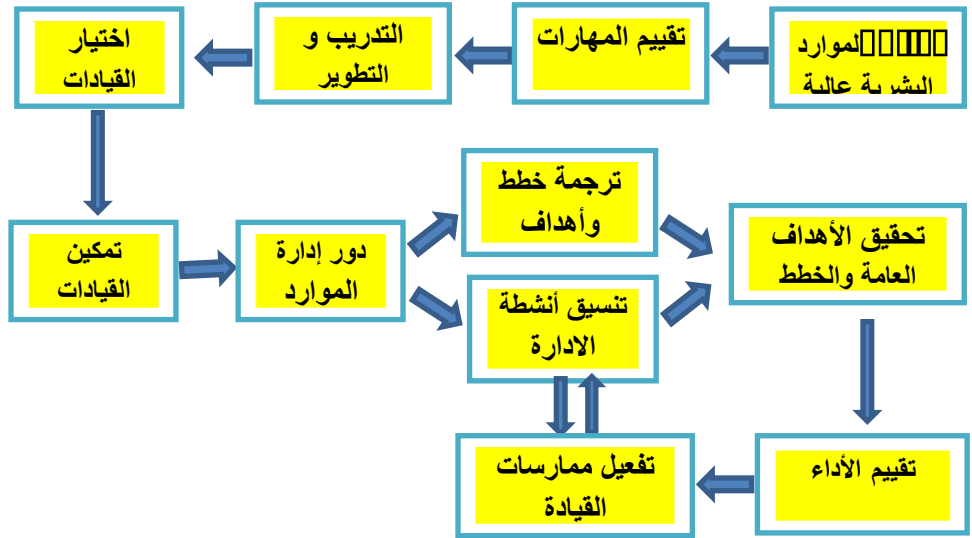 لموارد
البشرية عالية
تقييم المهارات
التدريب و
التطوير
اختيار
القيادات
تمكين
القيادات
دور إدارة
الموارد
ترجمة خطط
وأهداف
تنسيق أنشطة
الادارة
تحقيق الأهداف
العامة والخطط
تقييم الأداء
تفعيل ممارسات
القيادة